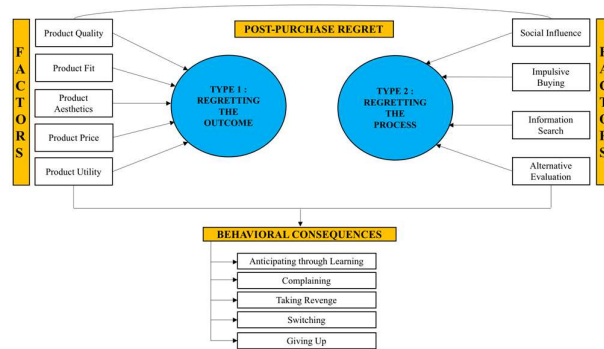 POST-PURCHASE REGRET
FACTORS
Product Quality
Product Fit
Product
Aesthetics
Product Price
Product Utility
TYPE 1 :
REGRETTING
THE
OUTCOME
TYPE 2 :
REGRETTING
THE
PROCESS
Social Influence
Impulsive
Buying
Information
Search
Alternative
Evaluation
FACTORS
BEHAVIORAL CONSEQUENCES
Anticipating through Learning
Complaining
Taking Revenge
Switching
Giving Up